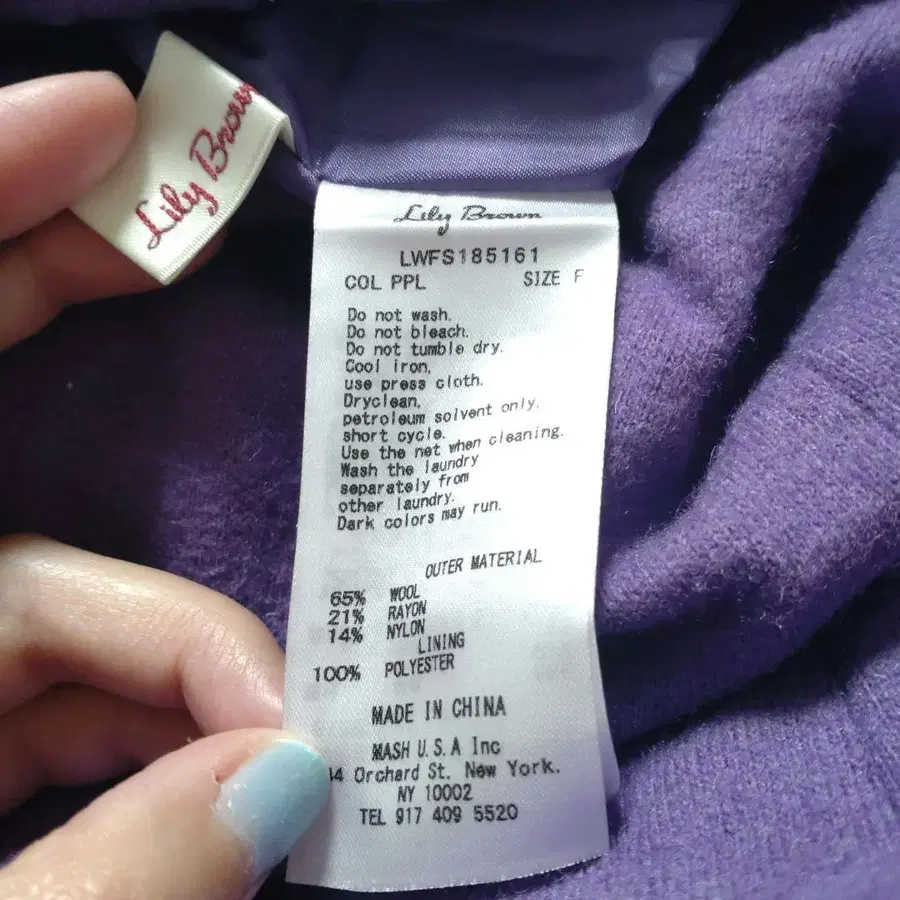 Lily Brown
Lily Brown
LWFS185161
COL PPL SIZE F
Do not wash.
Do not bleach.
Do not tumble dry.
Cool iron,
use press cloth.
Dryclean,
petroleum solvent only.
short cycle.
Use the net when cleaning.
Wash the laundry
separately from
other laundry.
Dark colors may run.
OUTER MATERIAL
65% WOOL
21% RAYON
14% NYLON
LINING
100% POLYESTER
MADE IN CHINA
MASH U.S.A Inc
Orchard St. New York.
NY 10002
TEL 917 409 5520